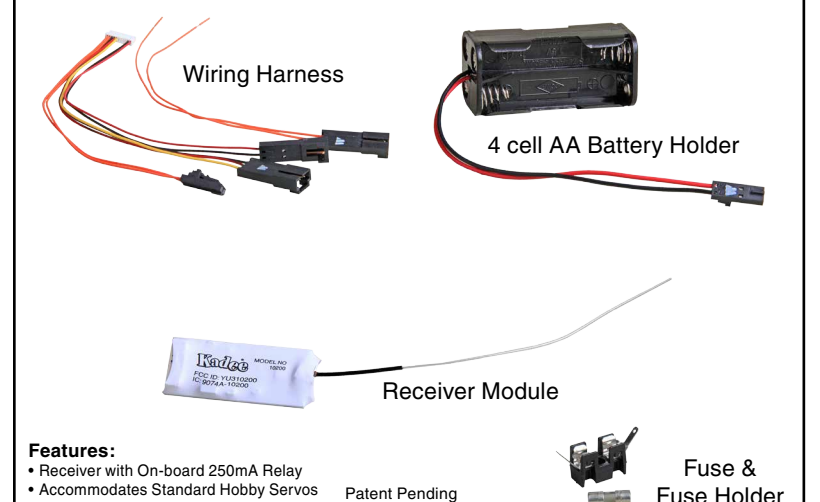 Wiring Harness
4 cell AA Battery Holder
Kadee
MODEL NO
10200
FCC ID: YU310200
IC: 9074A-10200
Receiver Module
Features:
• Receiver with On-board 250mA Relay
• Accommodates Standard Hobby Servos
Patent Pending
Fuse &
Fuse Holder